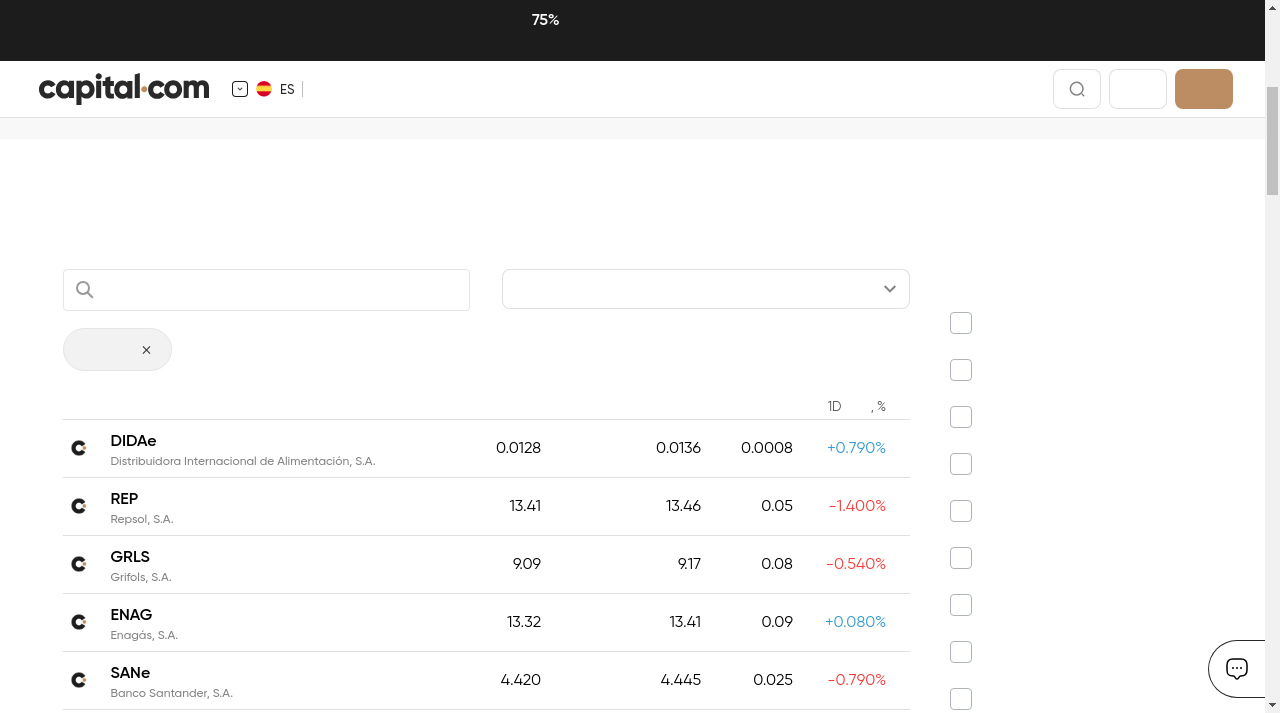 75%
capital.com
ES
1D , %
DIDAe 0.0128 0.0136 0.0008 +0.790%
Distribuidora Internacional de Alimentación, S.A.
REP 13.41 13.46 0.05 -1.400%
Repsol, S.A.
GRLS 9.09 9.17 0.08 -0.540%
Grifols, S.A.
ENAG 13.32 13.41 0.09 +0.080%
Enagás, S.A.
SANe 4.420 4.445 0.025 -0.790%
Banco Santander, S.A.